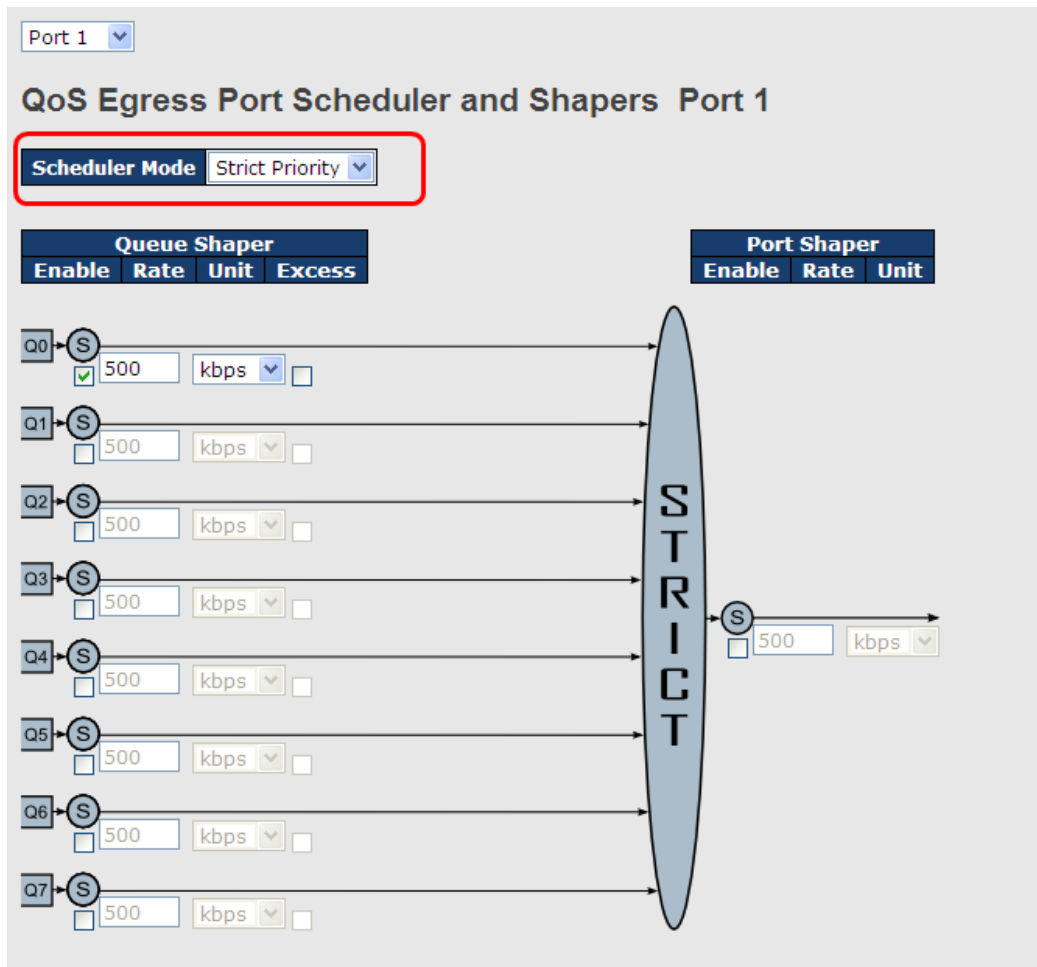 Port 1
QoS Egress Port Scheduler and Shapers Port 1
Scheduler Mode Strict Priority
Queue Shaper
Enable Rate Unit Excess
Port Shaper
Enable Rate Unit
Q0 S
500 kbps
Q1 S
500 kbps
Q2 S
500 kbps
Q3 S
500 kbps
Q4 S
500 kbps
Q5 S
500 kbps
Q6 S
500 kbps
Q7 S
500 kbps
STRICT
S
500 kbps